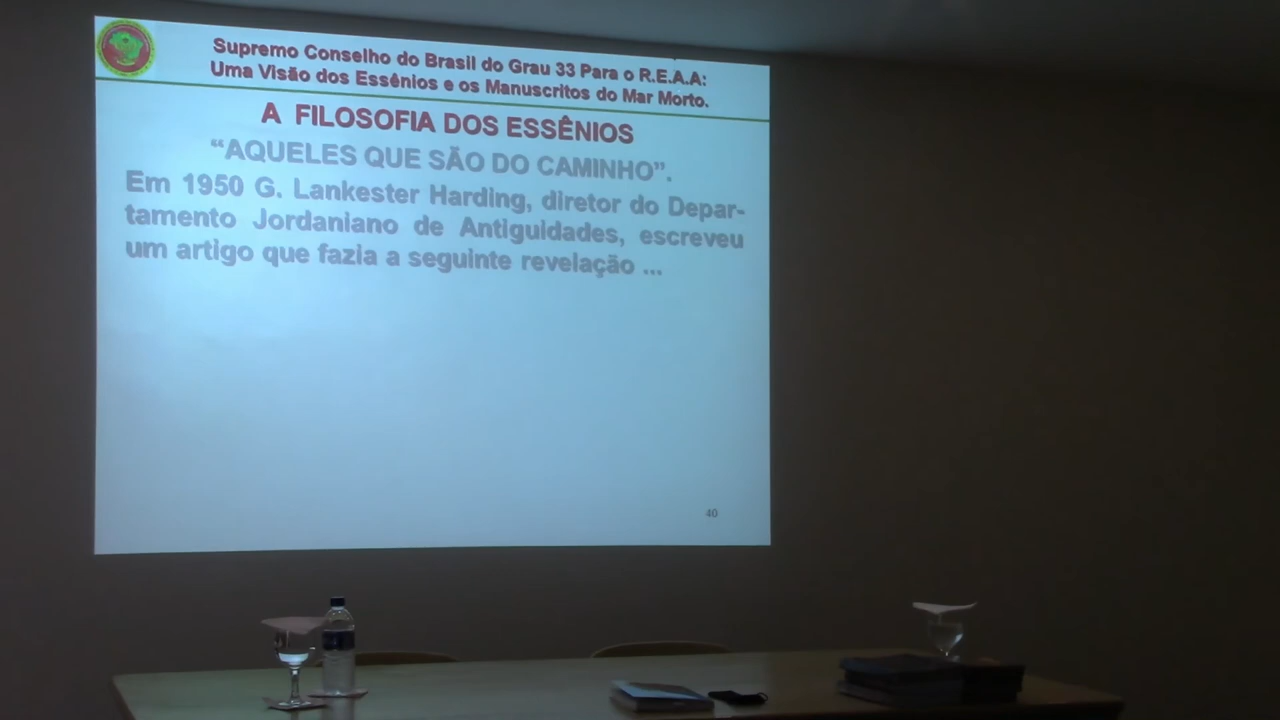 Supremo Conselho do Brasil do Grau 33 Para o R.E.A.A:
Uma Visão dos Essênios e os Manuscritos do Mar Morto.
A FILOSOFIA DOS ESSÊNIOS
“AQUELES QUE SÃO DO CAMINHO”.
Em 1950 G. Lankester Harding, diretor do Depar-
tamento Jordaniano de Antiguidades, escreveu
um artigo que fazia a seguinte revelação ...
40